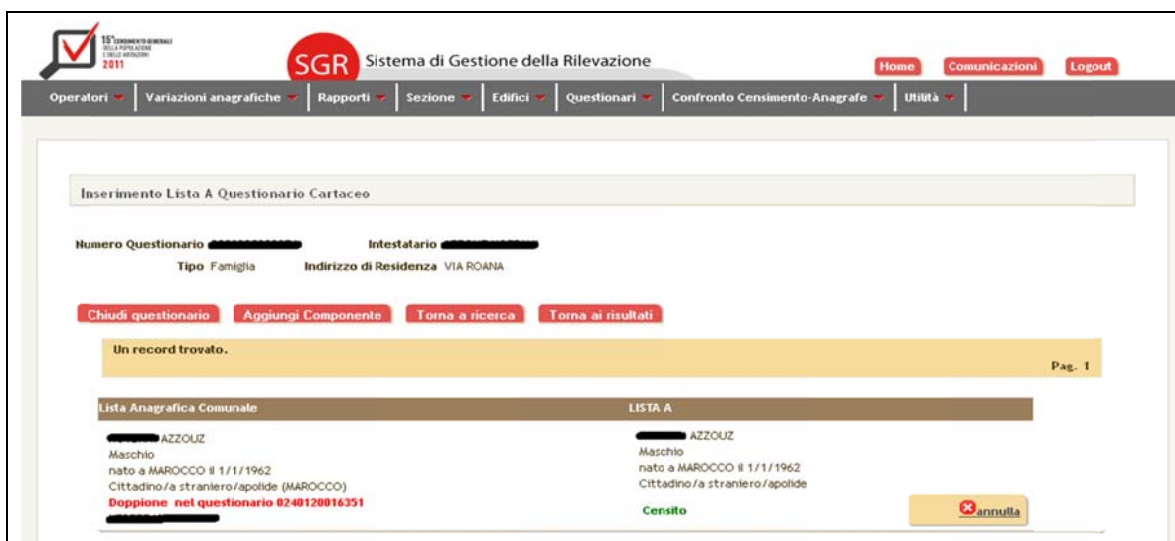 15° CENSIMENTO GENERALE
DELLA POPOLAZIONE
E DELLE ABITAZIONI
2011
SGR Sistema di Gestione della Rilevazione
Home Comunicazioni Logout
Operatori Variazioni anagrafiche Rapporti Sezione Edifici Questionari Confronto Censimento-Anagrafe Utilità
Inserimento Lista A Questionario Cartaceo
Numero Questionario Intestatario
Tipo Famiglia Indirizzo di Residenza VIA ROANA
Chiudi questionario Aggiungi Componente Torna a ricerca Torna ai risultati
Un record trovato.
Pag. 1
Lista Anagrafica Comunale LISTA A
AZZOUZ AZZOUZ
Maschio Maschio
nato a MAROCCO il 1/1/1962 nato a MAROCCO il 1/1/1962
Cittadino/a straniero/apolide (MAROCCO) Cittadino/a straniero/apolide
Doppione nel questionario 0240120016351
Censito annulla